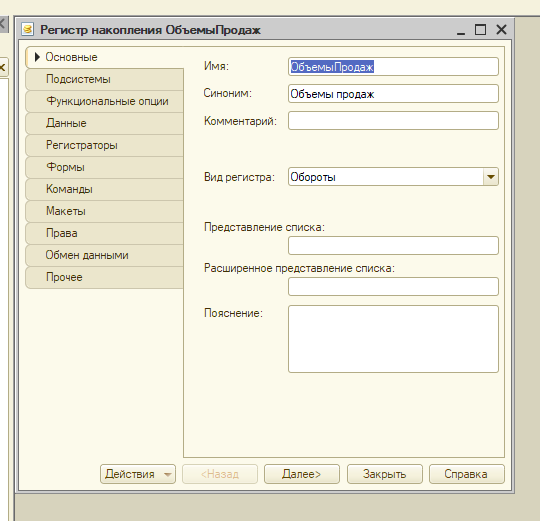 Регистр накопления ОбъемыПродаж
Основные
Подсистемы
Функциональные опции
Данные
Регистраторы
Формы
Команды
Макеты
Права
Обмен данными
Прочее
Имя: ОбъемыПродаж
Синоним: Объемы продаж
Комментарий:
Вид регистра: Обороты
Представление списка:
Расширенное представление списка:
Пояснение:
Действия <Назад Далее> Закрыть Справка